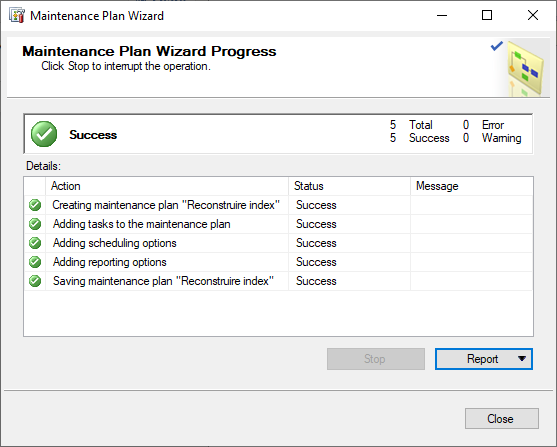 Maintenance Plan Wizard
Maintenance Plan Wizard Progress
Click Stop to interrupt the operation.
Success
5 Total 0 Error
5 Success 0 Warning
Details:
Action Status Message
Creating maintenance plan "Reconstruire index" Success
Adding tasks to the maintenance plan Success
Adding scheduling options Success
Adding reporting options Success
Saving maintenance plan "Reconstruire index" Success
Stop Report
Close